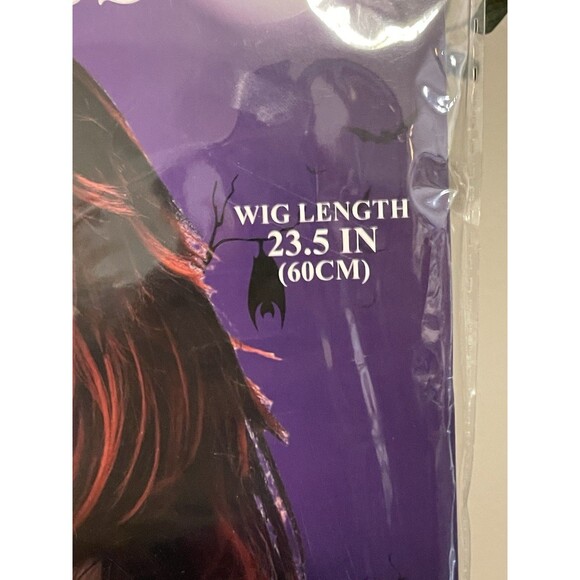 WIG LENGTH
23.5 IN
(60CM)